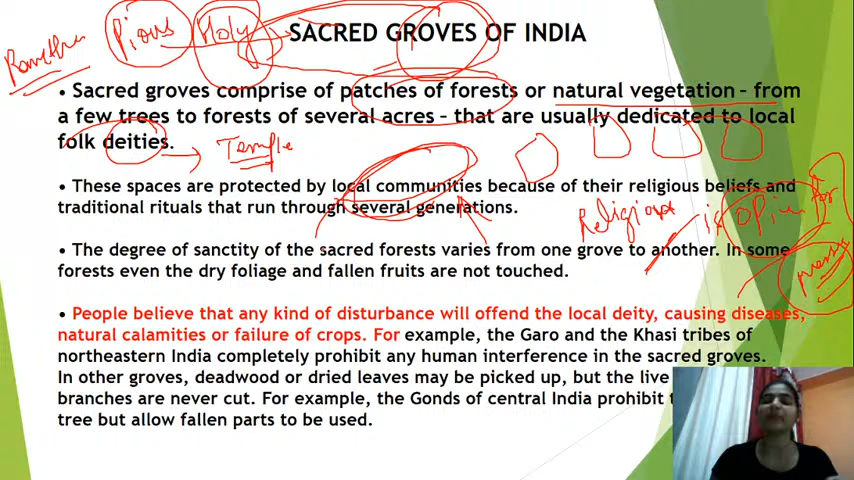 Pious Holy
SACRED GROVES OF INDIA
• Sacred groves comprise of patches of forests or natural vegetation – from
a few trees to forests of several acres – that are usually dedicated to local
folk deities.
Temple
• These spaces are protected by local communities because of their religious beliefs and
traditional rituals that run through several generations.
Religious is
• The degree of sanctity of the sacred forests varies from one grove to another. In some
forests even the dry foliage and fallen fruits are not touched.
• People believe that any kind of disturbance will offend the local deity, causing diseases,
natural calamities or failure of crops. For example, the Garo and the Khasi tribes of
northeastern India completely prohibit any human interference in the sacred groves.
In other groves, deadwood or dried leaves may be picked up, but the live
branches are never cut. For example, the Gonds of central India prohibit
tree but allow fallen parts to be used.